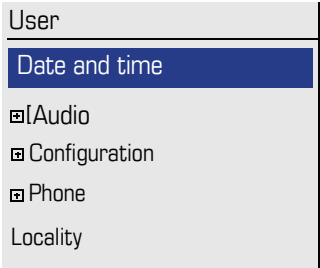 User
Date and time
[Audio
Configuration
Phone
Locality